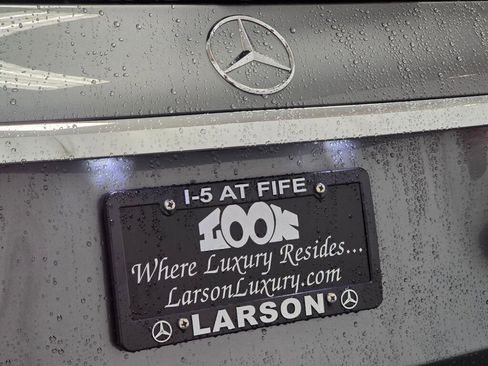 I-5 AT FIFE
LOOK
Where Luxury Resides...
LarsonLuxury.com
LARSON